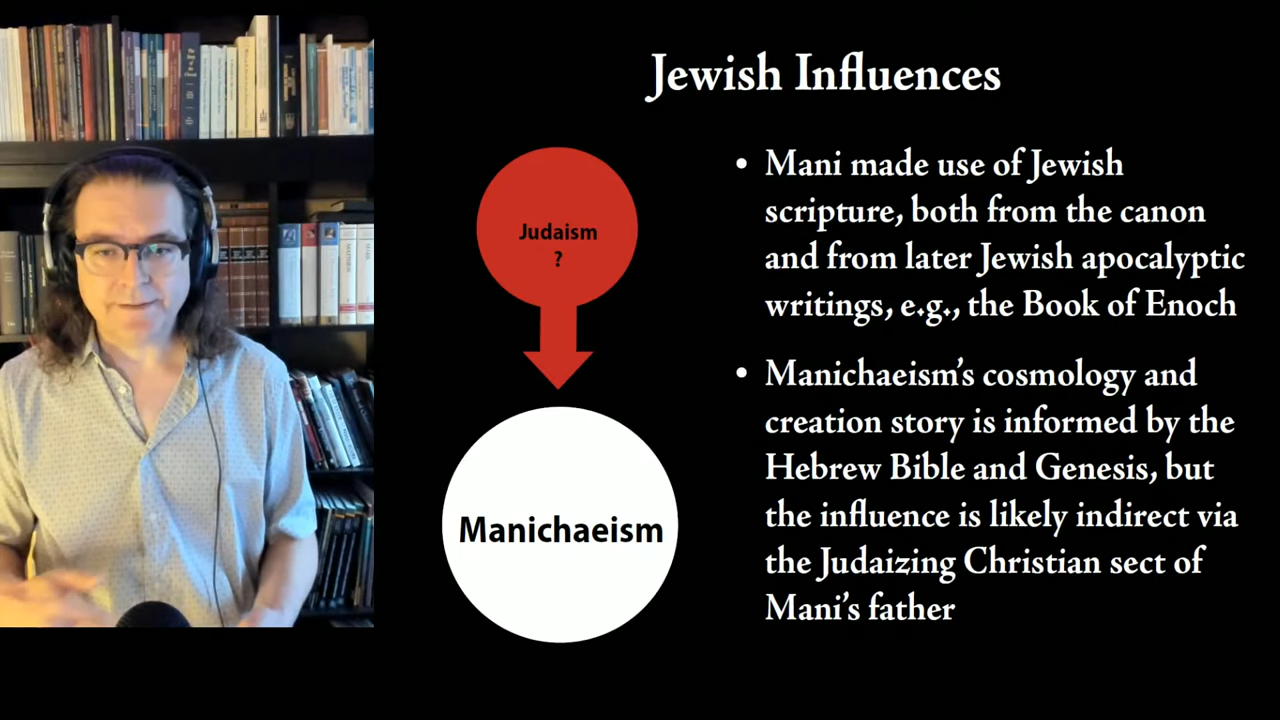 Jewish Influences
Judaism
?
Manichaeism
• Mani made use of Jewish
scripture, both from the canon
and from later Jewish apocalyptic
writings, e.g., the Book of Enoch
• Manichaeism's cosmology and
creation story is informed by the
Hebrew Bible and Genesis, but
the influence is likely indirect via
the Judaizing Christian sect of
Mani's father